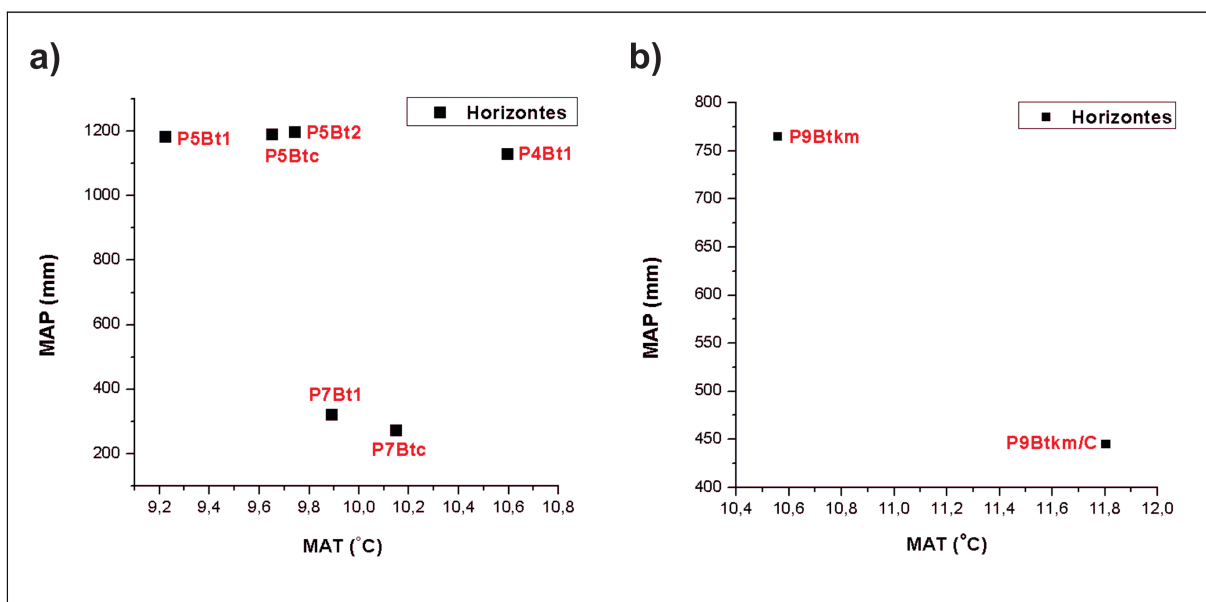 a)
Horizontes
1200
1000
800
600
400
200
MAP (mm)
P5Bt1
P5Bt2
P5Btc
P4Bt1
P7Bt1
P7Btc
9,2 9,4 9,6 9,8 10,0 10,2 10,4 10,6 10,8
MAT (°C)
b)
Horizontes
800
750
700
650
600
550
500
450
400
MAP (mm)
P9Btkm
P9Btkm/C
10,4 10,6 10,8 11,0 11,2 11,4 11,6 11,8 12,0
MAT (°C)